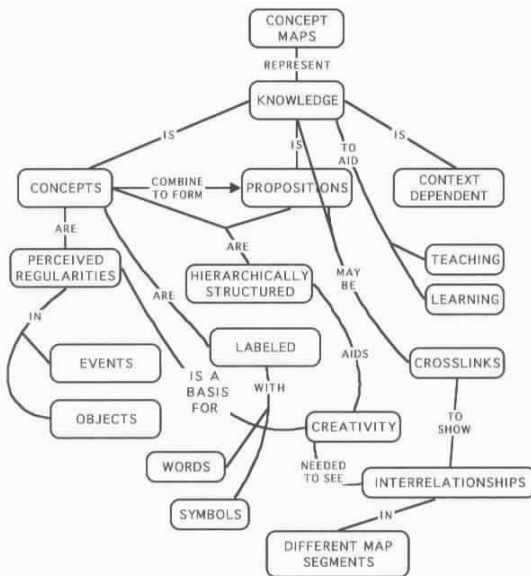 CONCEPT
MAPS
REPRESENT
KNOWLEDGE
IS
IS
TO
AID
IS
CONCEPTS
COMBINE
TO FORM
PROPOSITIONS
CONTEXT
DEPENDENT
ARE
ARE
PERCEIVED
REGULARITIES
HIERARCHICALLY
STRUCTURED
MAY
BE
TEACHING
LEARNING
IN
ARE
LABELED
AIDS
EVENTS
IS A
BASIS
FOR
WITH
CROSSLINKS
OBJECTS
CREATIVITY
TO
SHOW
WORDS
NEEDED
TO SEE
INTERRELATIONSHIPS
SYMBOLS
IN
DIFFERENT MAP
SEGMENTS